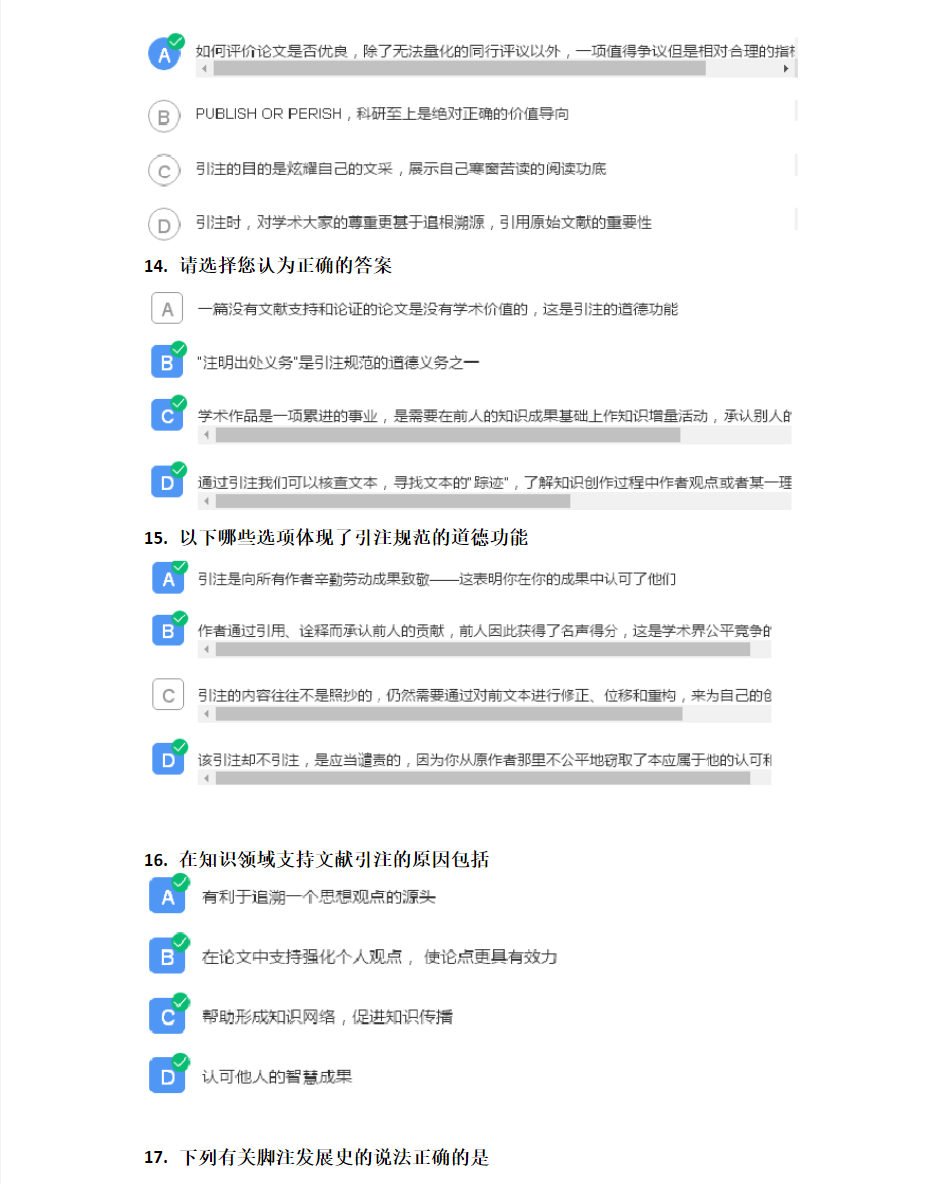 A 如何评价论文是否优良，除了无法量化的同行评议以外，一项值得争议但是相对合理的指
B PUBLISH OR PERISH，科研至上是绝对正确的价值导向
C 引注的目的是炫耀自己的文采，展示自己寒窗苦读的阅读功底
D 引注时，对学术大家的尊重更甚于追根溯源，引用原始文献的重要性
14. 请选择您认为正确的答案
A 一篇没有文献支持和论证的论文是没有学术价值的，这是引注的道德功能
B "注明出处义务"是引注规范的道德义务之一
C 学术作品是一项累进的事业，是需要在前人的知识成果基础上作知识增量活动，承认别人的
D 通过引注我们可以核查文本，寻找文本的"踪迹"，了解知识创作过程中作者观点或者某一理
15. 以下哪些选项体现了引注规范的道德功能
A 引注是向所有作者辛勤劳动成果致敬——这表明你在你的成果中认可了他们
B 作者通过引用、诠释而承认前人的贡献，前人因此获得了名声得分，这是学术界公平竞争的
C 引注的内容往往不是照抄的，仍然需要通过对前文本进行修正、位移和重构，来为自己的创
D 该引注却不引注，是应当谴责的，因为你从原作者那里不公平地窃取了本应属于他的认可和
16. 在知识领域支持文献引注的原因包括
A 有利于追溯一个思想观点的源头
B 在论文中支持强化个人观点， 使论点更具有效力
C 帮助形成知识网络，促进知识传播
D 认可他人的智慧成果
17. 下列有关脚注发展史的说法正确的是